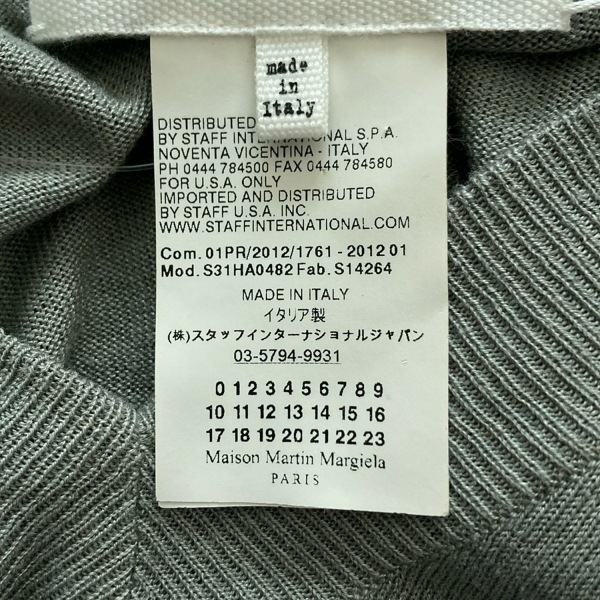 made
in
Italy
DISTRIBUTED
BY STAFF INTERNATIONAL S.P.A.
NOVENTA VICENTINA - ITALY
PH 0444 784500 FAX 0444 784580
FOR U.S.A. ONLY
IMPORTED AND DISTRIBUTED
BY STAFF U.S.A. INC.
WWW.STAFFINTERNATIONAL.COM
Com. 01PR/2012/1761 - 2012 01
Mod. S31HA0482 Fab. S14264
MADE IN ITALY
イタリア製
(株)スタッフインターナショナルジャパン
03-5794-9931
0 1 2 3 4 5 6 7 8 9
10 11 12 13 14 15 16
17 18 19 20 21 22 23
Maison Martin Margiela
PARIS